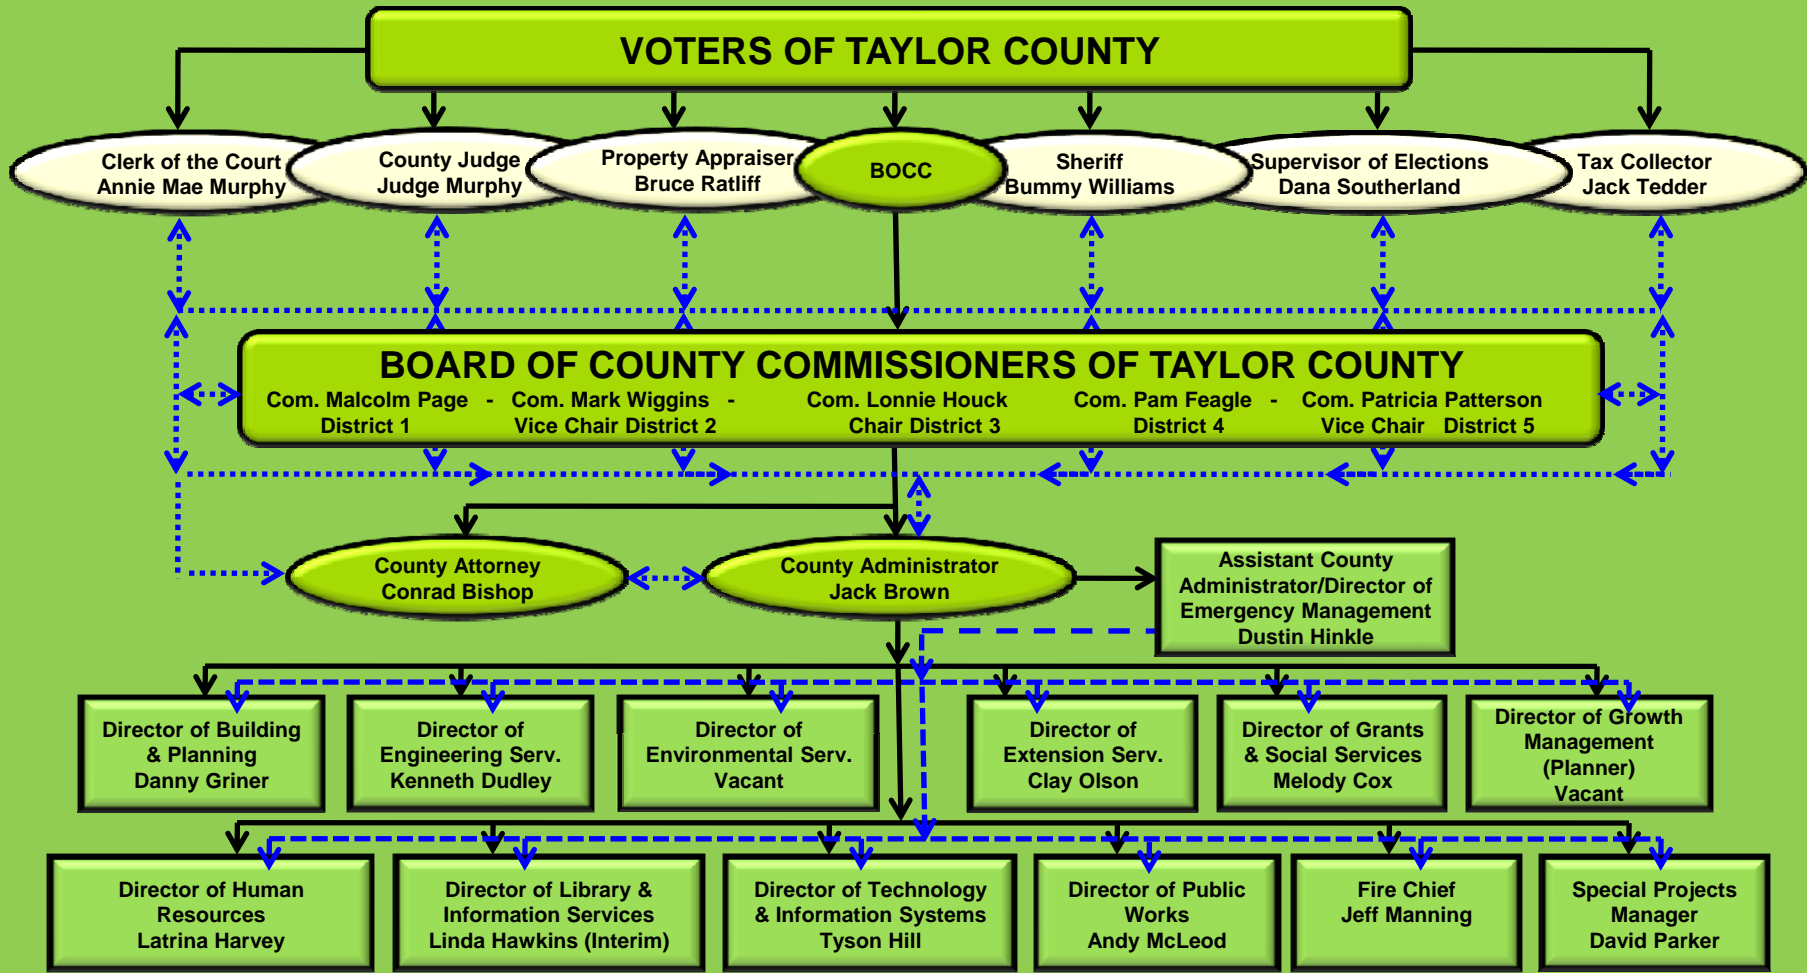 VOTERS OF TAYLOR COUNTY
Clerk of the Court
Annie Mae Murphy
County Judge
Judge Murphy
Property Appraiser
Bruce Ratliff
BOCC
Sheriff
Bummy Williams
Supervisor of Elections
Dana Southerland
Tax Collector
Jack Tedder
BOARD OF COUNTY COMMISSIONERS OF TAYLOR COUNTY
Com. Malcolm Page - Com. Mark Wiggins - Com. Lonnie Houck Com. Pam Feagle - Com. Patricia Patterson
District 1 Vice Chair District 2 Chair District 3 District 4 Vice Chair District 5
County Attorney
Conrad Bishop
County Administrator
Jack Brown
Assistant County
Administrator/Director of
Emergency Management
Dustin Hinkle
Director of Building
& Planning
Danny Griner
Director of
Engineering Serv.
Kenneth Dudley
Director of
Environmental Serv.
Vacant
Director of
Extension Serv.
Clay Olson
Director of Grants
& Social Services
Melody Cox
Director of Growth
Management
(Planner)
Vacant
Director of Human
Resources
Latrina Harvey
Director of Library &
Information Services
Linda Hawkins (Interim)
Director of Technology
& Information Systems
Tyson Hill
Director of Public
Works
Andy McLeod
Fire Chief
Jeff Manning
Special Projects
Manager
David Parker